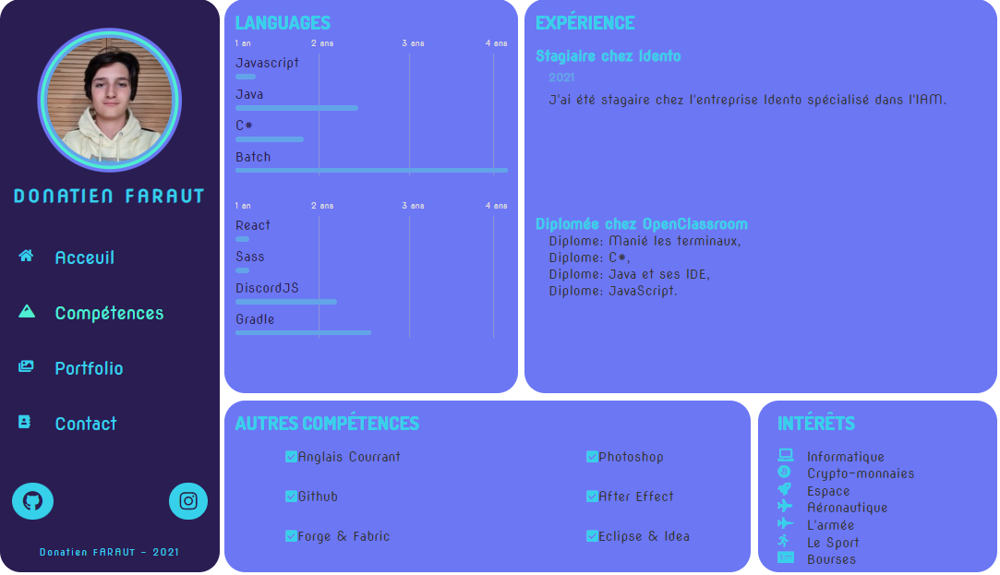 DONATIEN FARAUT
Acceuil
Compétences
Portfolio
Contact
Donatien FARAUT - 2021
LANGUAGES
1 an 2 ans 3 ans 4 ans
Javascript
Java
C#
Batch
1 an 2 ans 3 ans 4 ans
React
Sass
DiscordJS
Gradle
EXPÉRIENCE
Stagiaire chez Idento
2021
J'ai été stagaire chez l'entreprise Idento spécialisé dans l'IAM.
Diplomée chez OpenClassroom
Diplome: Manié les terminaux,
Diplome: C#,
Diplome: Java et ses IDE,
Diplome: JavaScript.
AUTRES COMPÉTENCES
Anglais Courrant
Photoshop
Github
After Effect
Forge & Fabric
Eclipse & Idea
INTÉRÊTS
Informatique
Crypto-monnaies
Espace
Aéronautique
L'armée
Le Sport
Bourses